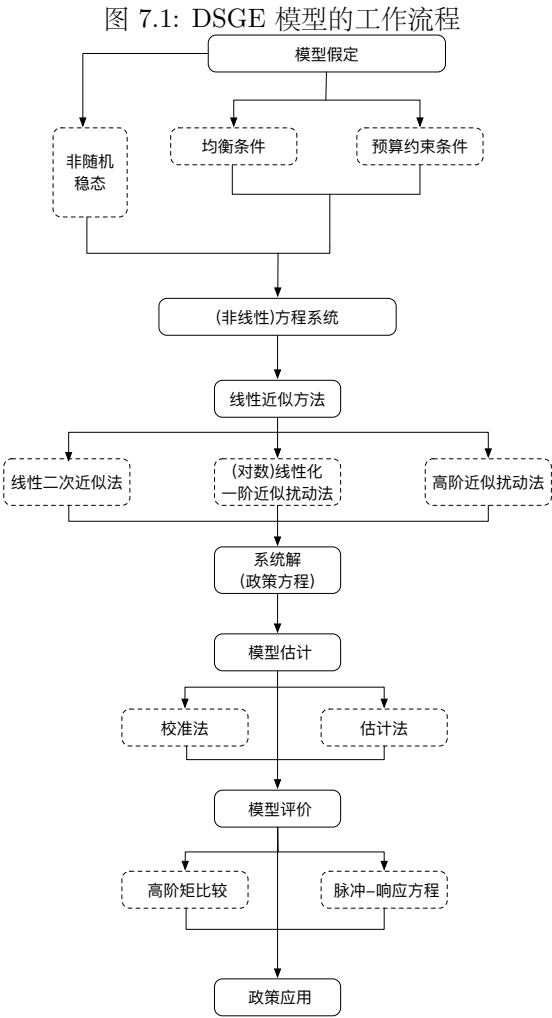 图 7.1: DSGE 模型的工作流程
模型假定
非随机
稳态
均衡条件
预算约束条件
(非线性)方程系统
线性近似方法
线性二次近似法
(对数)线性化
一阶近似扰动法
高阶近似扰动法
系统解
(政策方程)
模型估计
校准法
估计法
模型评价
高阶矩比较
脉冲–响应方程
政策应用